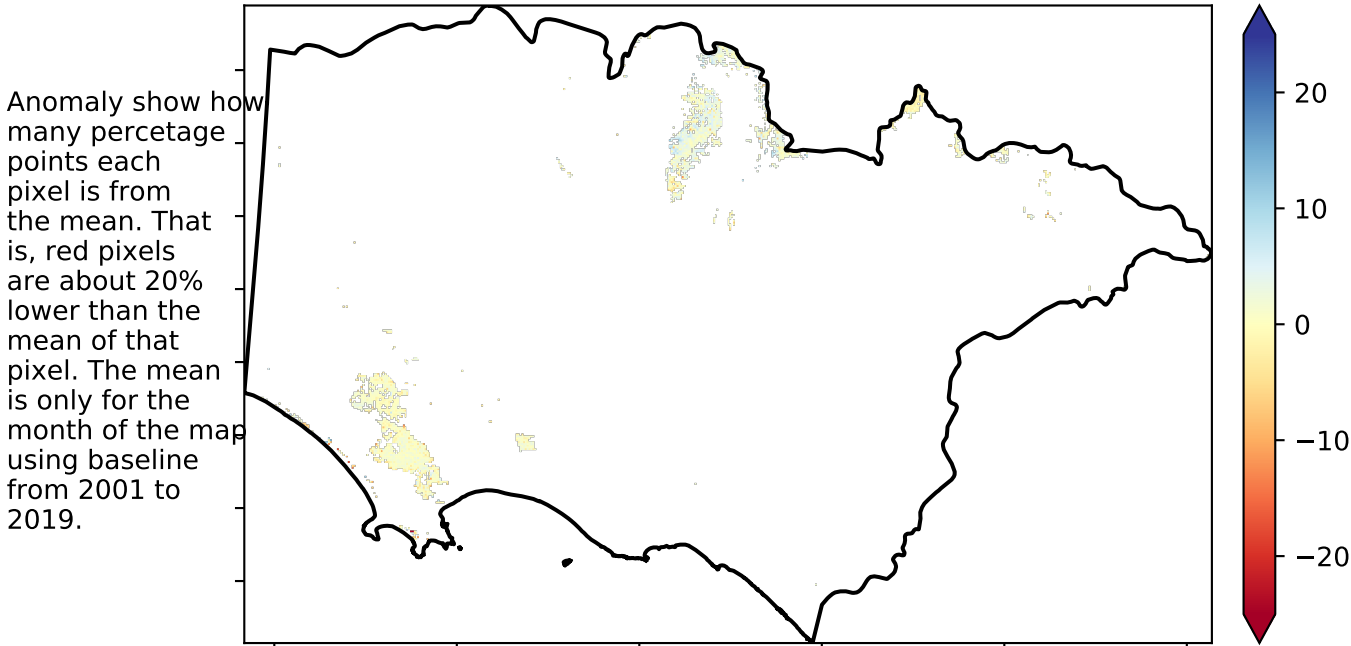 Anomaly show how
many percetage
points each
pixel is from
the mean. That
is, red pixels
are about 20%
lower than the
mean of that
pixel. The mean
is only for the
month of the map
using baseline
from 2001 to
2019.
20
10
0
−10
−20